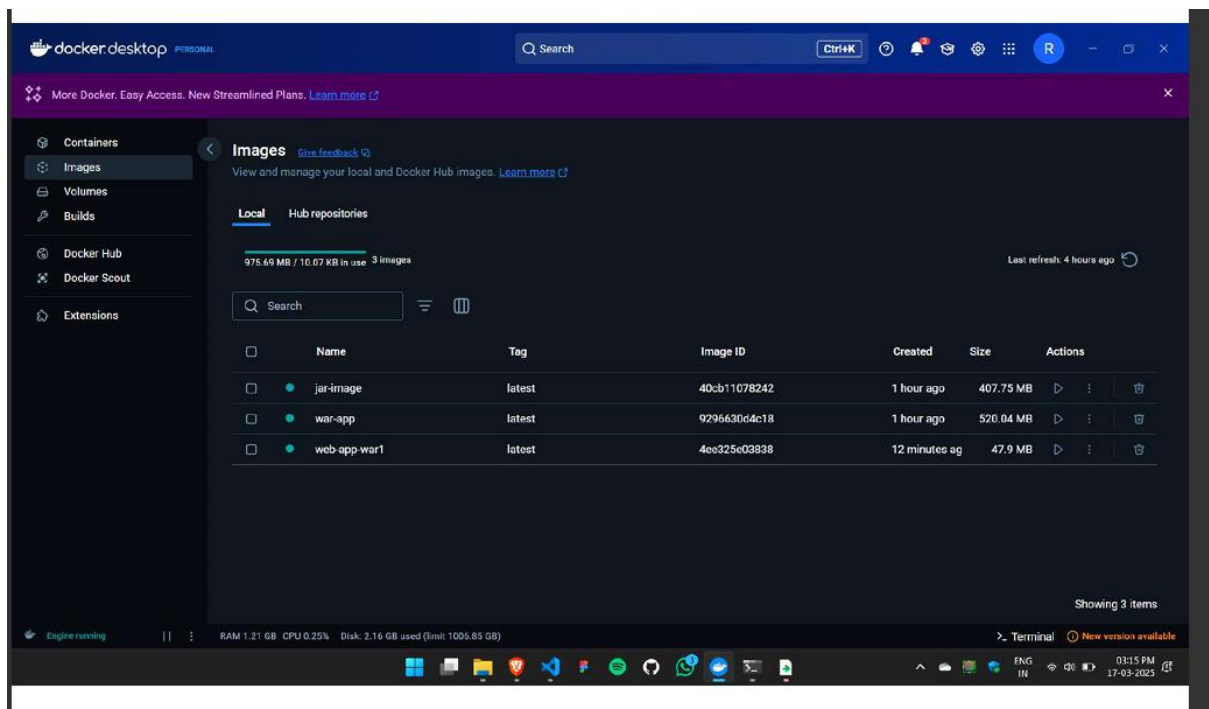 docker.desktop PERSONAL
Search
Ctrl+K
R
More Docker. Easy Access. New Streamlined Plans. Learn more
Containers
Images
Volumes
Builds
Docker Hub
Docker Scout
Extensions
Images Give feedback
View and manage your local and Docker Hub images. Learn more
Local Hub repositories
975.69 MB / 10.07 KB in use 3 images
Last refresh: 4 hours ago
Search
Name Tag Image ID Created Size Actions
jar-image latest 40cb11078242 1 hour ago 407.75 MB
war-app latest 9296630d4c18 1 hour ago 520.04 MB
web-app-war1 latest 4ee325e03838 12 minutes ag 47.9 MB
Showing 3 items
Engine running
RAM 1.21 GB CPU 0.25% Disk: 2.16 GB used (limit 1006.85 GB)
Terminal New version available
ENG
IN
03:15 PM
17-03-2025